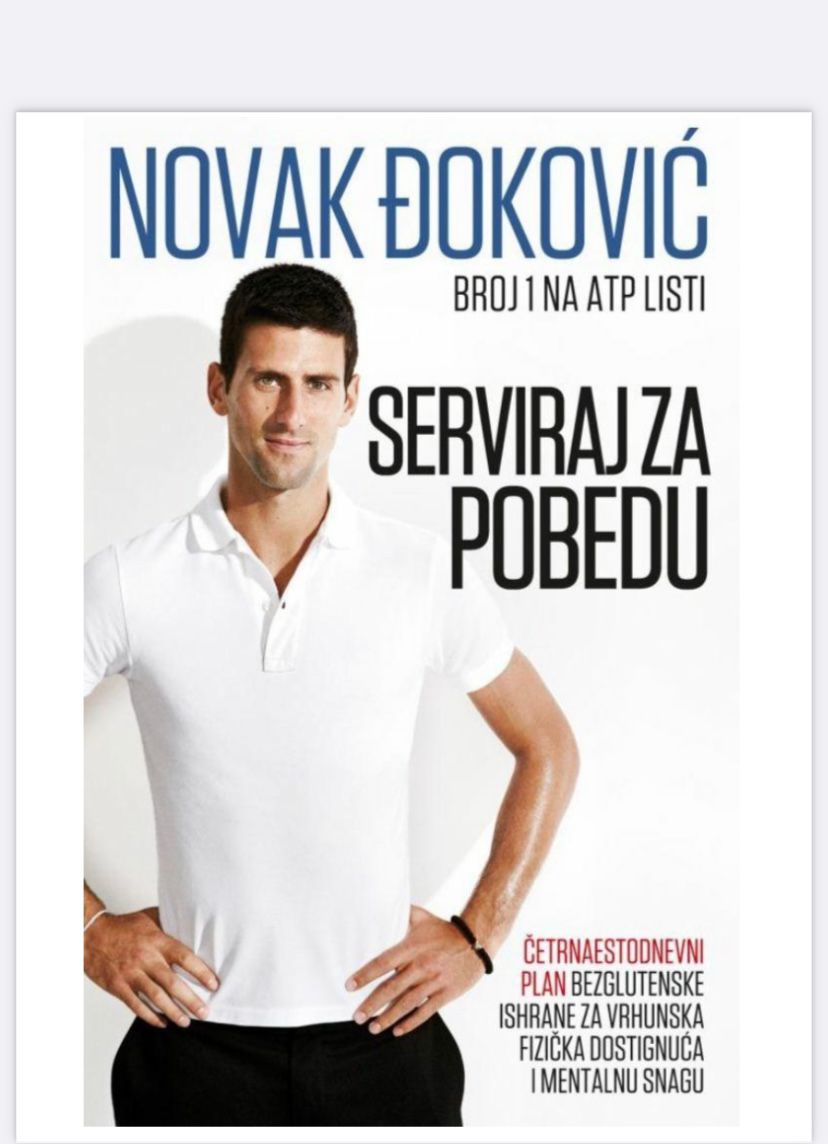 NOVAK ĐOKOVIĆ
BROJ 1 NA ATP LISTI
SERVIRAJ ZA
POBEDU
ČETRNAESTODNEVNI
PLAN BEZGLUTENSKE
ISHRANE ZA VRHUNSKA
FIZIČKA DOSTIGNUĆA
I MENTALNU SNAGU